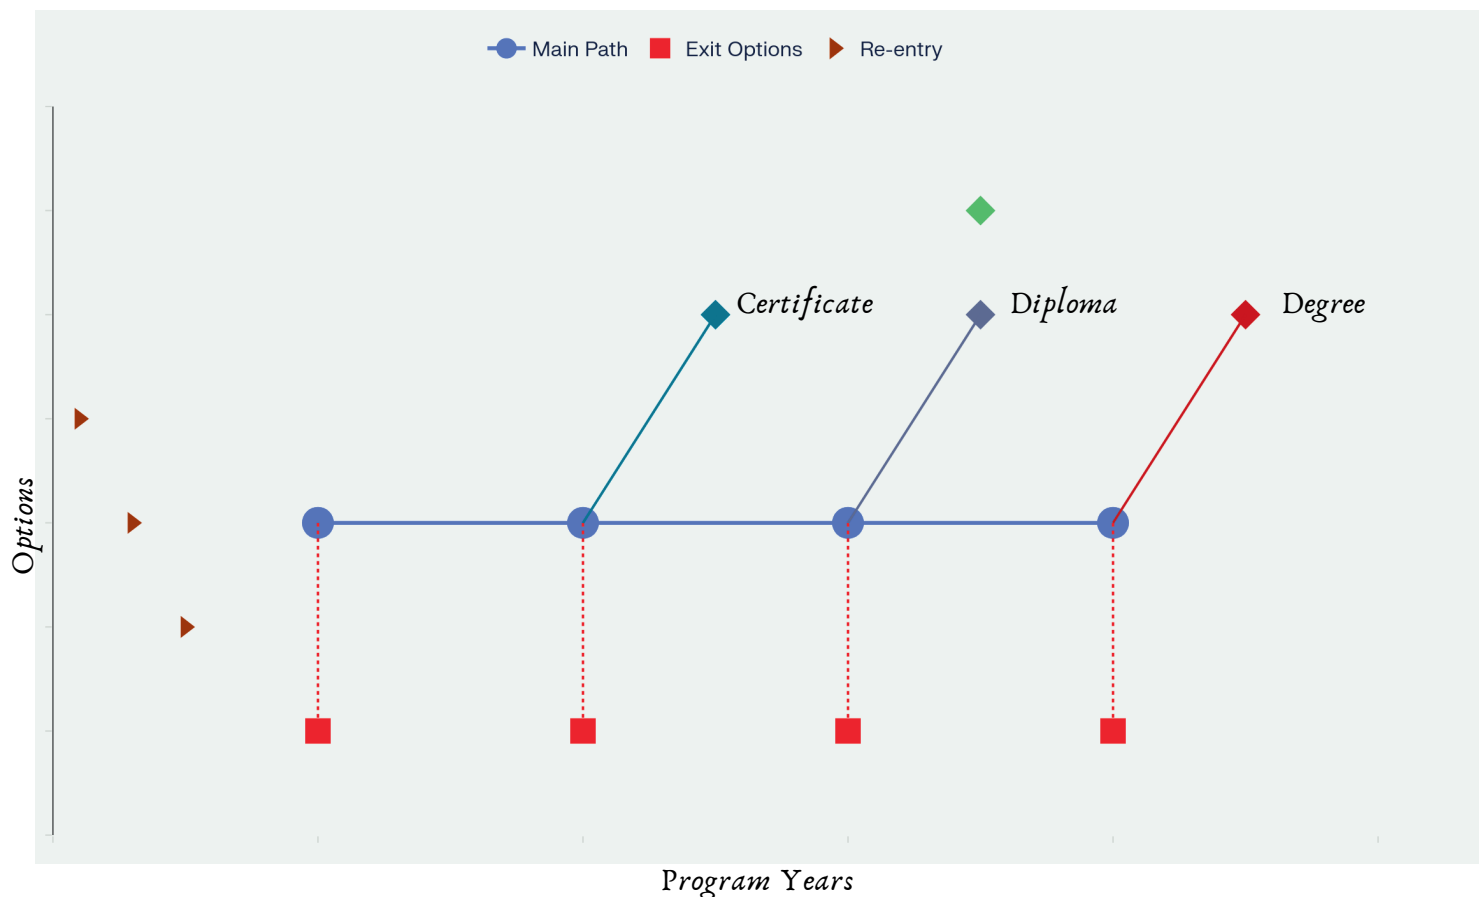 Main Path
Exit Options
Re-entry
Certificate
Diploma
Degree
Options
Program Years